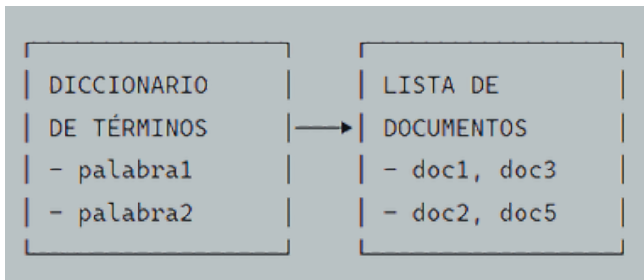 DICCIONARIO
DE TÉRMINOS
- palabra1
- palabra2
LISTA DE
DOCUMENTOS
- doc1, doc3
- doc2, doc5